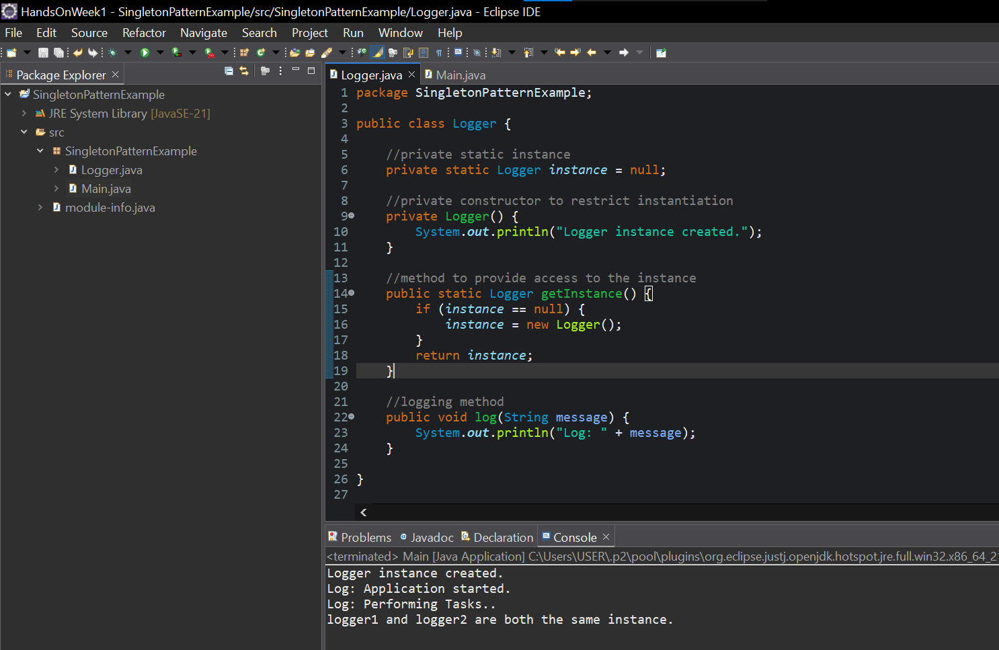 HandsOnWeek1 - SingletonPatternExample/src/SingletonPatternExample/Logger.java - Eclipse IDE
File Edit Source Refactor Navigate Search Project Run Window Help
Package Explorer
SingletonPatternExample
JRE System Library [JavaSE-21]
src
SingletonPatternExample
Logger.java
Main.java
module-info.java
Logger.java Main.java
1 package SingletonPatternExample;
2
3 public class Logger {
4
5     //private static instance
6     private static Logger instance = null;
7
8     //private constructor to restrict instantiation
9     private Logger() {
10         System.out.println("Logger instance created.");
11     }
12
13     //method to provide access to the instance
14     public static Logger getInstance() {
15         if (instance == null) {
16             instance = new Logger();
17         }
18         return instance;
19     }
20
21     //logging method
22     public void log(String message) {
23         System.out.println("Log: " + message);
24     }
25
26 }
27
Problems Javadoc Declaration Console
<terminated> Main [Java Application] C:\Users\USER\.p2\pool\plugins\org.eclipse.justj.openjdk.hotspot.jre.full.win32.x86_64_2
Logger instance created.
Log: Application started.
Log: Performing Tasks..
logger1 and logger2 are both the same instance.